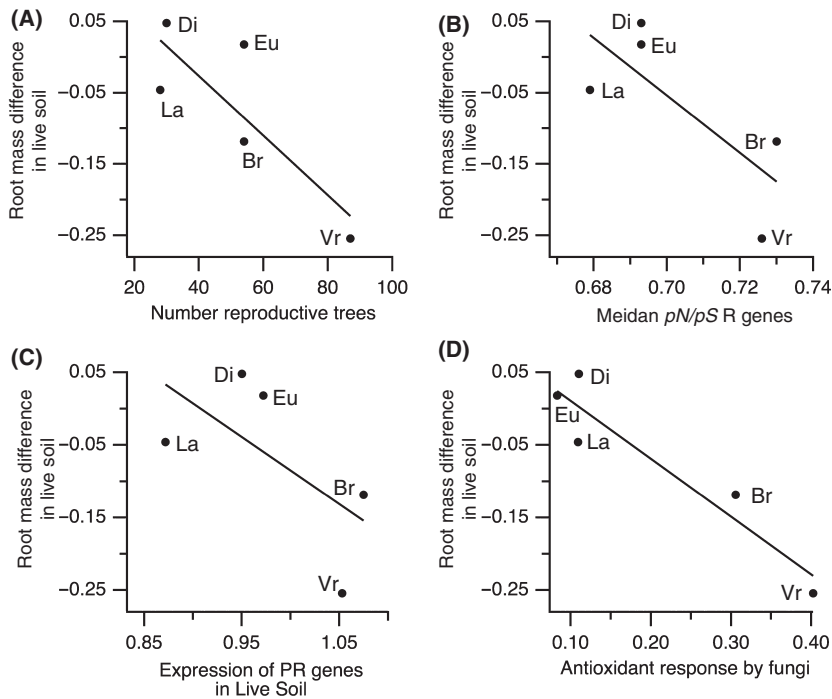 (A)
Root mass difference
in live soil
0.05
−0.05
−0.15
−0.25
Di
Eu
La
Br
Vr
20 40 60 80 100
Number reproductive trees
(B)
Root mass difference
in live soil
0.05
−0.05
−0.15
−0.25
Di
Eu
La
Br
Vr
0.68 0.70 0.72 0.74
Meidan pN/pS R genes
(C)
Root mass difference
in live soil
0.05
−0.05
−0.15
−0.25
Di
Eu
La
Br
Vr
0.85 0.95 1.05
Expression of PR genes
in Live Soil
(D)
Root mass difference
in live soil
0.05
−0.05
−0.15
−0.25
Di
Eu
La
Br
Vr
0.10 0.20 0.30 0.40
Antioxidant response by fungi